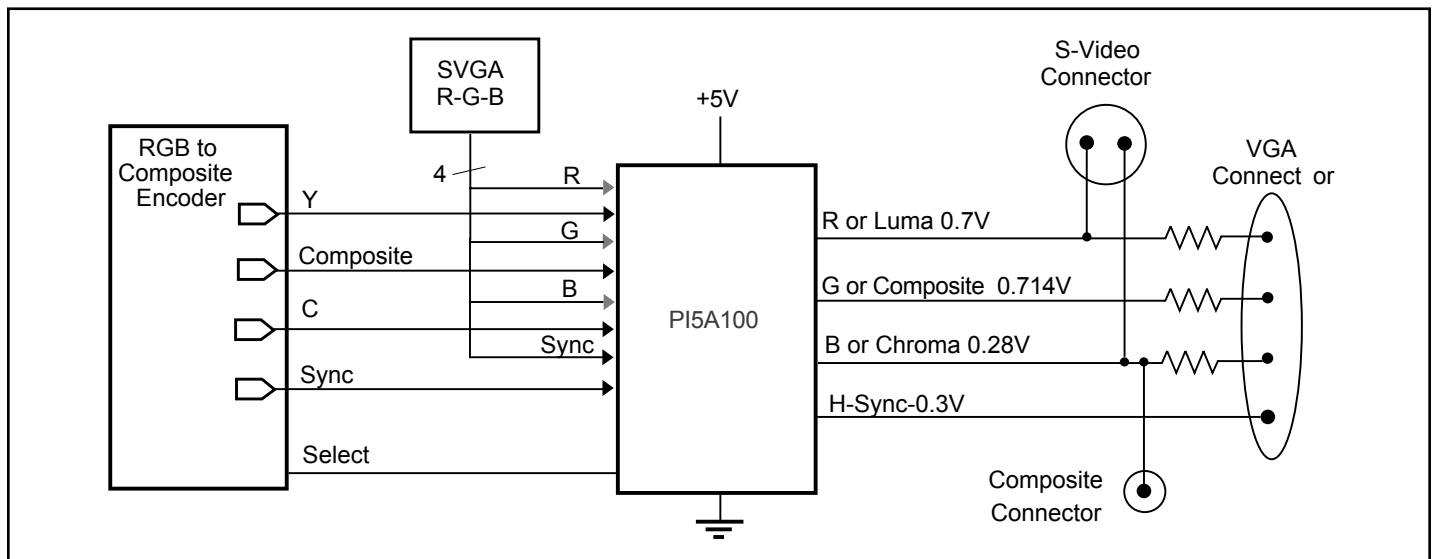 SVGA
R-G-B
S-Video
Connector
+5V
RGB to
Composite
Encoder
VGA
Connect or
4
R
Y
G
R or Luma 0.7V
Composite
B
G or Composite 0.714V
C
PI5A100
Sync
B or Chroma 0.28V
Sync
H-Sync-0.3V
Select
Composite
Connector